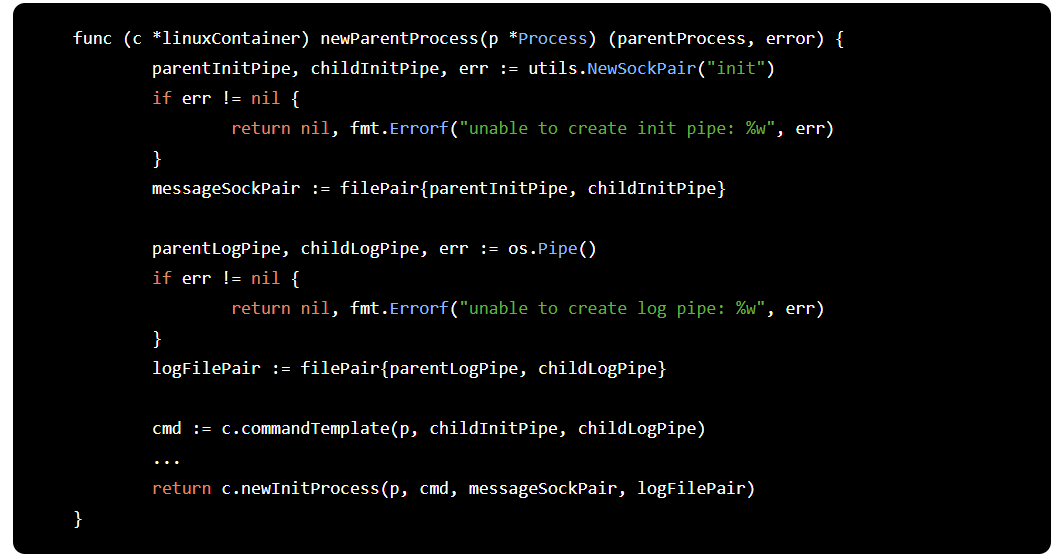 func (c *linuxContainer) newParentProcess(p *Process) (parentProcess, error) {
parentInitPipe, childInitPipe, err := utils.NewSockPair("init")
if err != nil {
return nil, fmt.Errorf("unable to create init pipe: %w", err)
}
messageSockPair := filePair{parentInitPipe, childInitPipe}
parentLogPipe, childLogPipe, err := os.Pipe()
if err != nil {
return nil, fmt.Errorf("unable to create log pipe: %w", err)
}
logFilePair := filePair{parentLogPipe, childLogPipe}
cmd := c.commandTemplate(p, childInitPipe, childLogPipe)
...
return c.newInitProcess(p, cmd, messageSockPair, logFilePair)
}